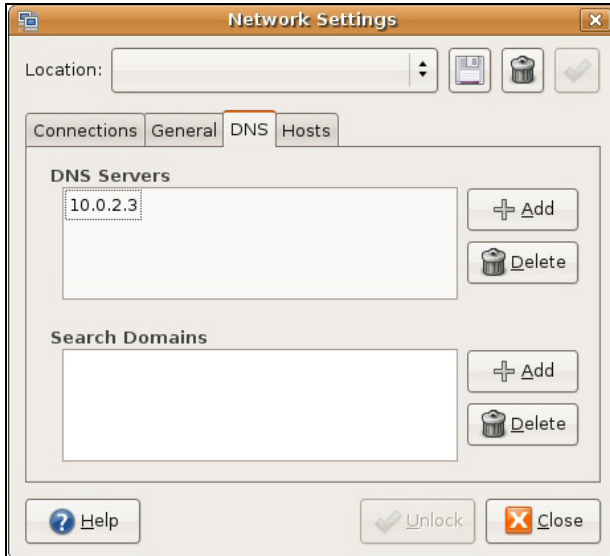 Network Settings
Location:
Connections General DNS Hosts
DNS Servers
10.0.2.3
Add
Delete
Search Domains
Add
Delete
Help Unlock Close